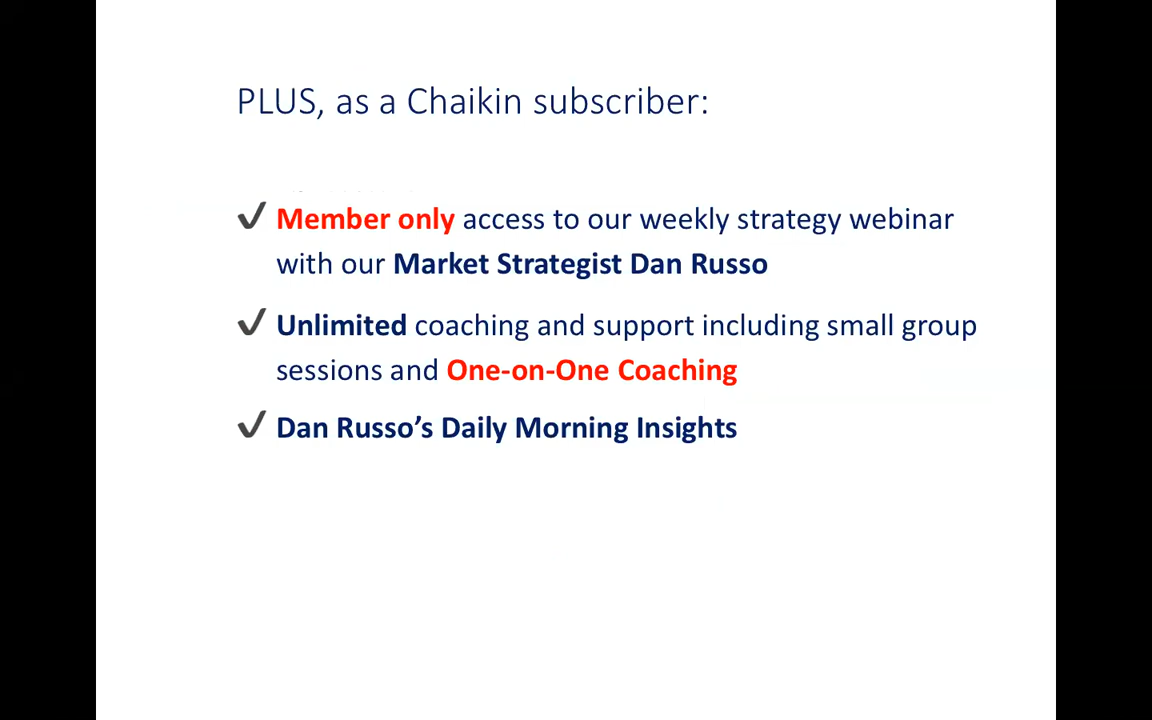 PLUS, as a Chaikin subscriber:
✔ Member only access to our weekly strategy webinar
with our Market Strategist Dan Russo
✔ Unlimited coaching and support including small group
sessions and One-on-One Coaching
✔ Dan Russo’s Daily Morning Insights